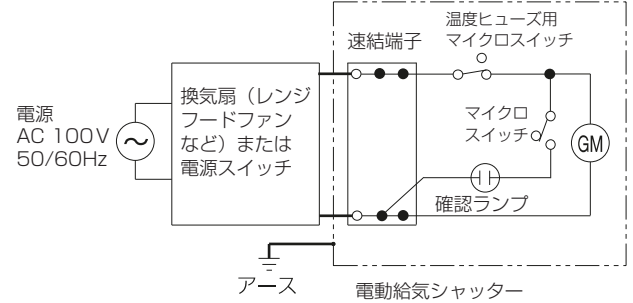 温度ヒューズ用
マイクロスイッチ
速結端子
換気扇（レンジ
フードファン
など）または
電源スイッチ
電源
AC 100V
50/60Hz
マイクロ
スイッチ
GM
確認ランプ
アース
電動給気シャッター